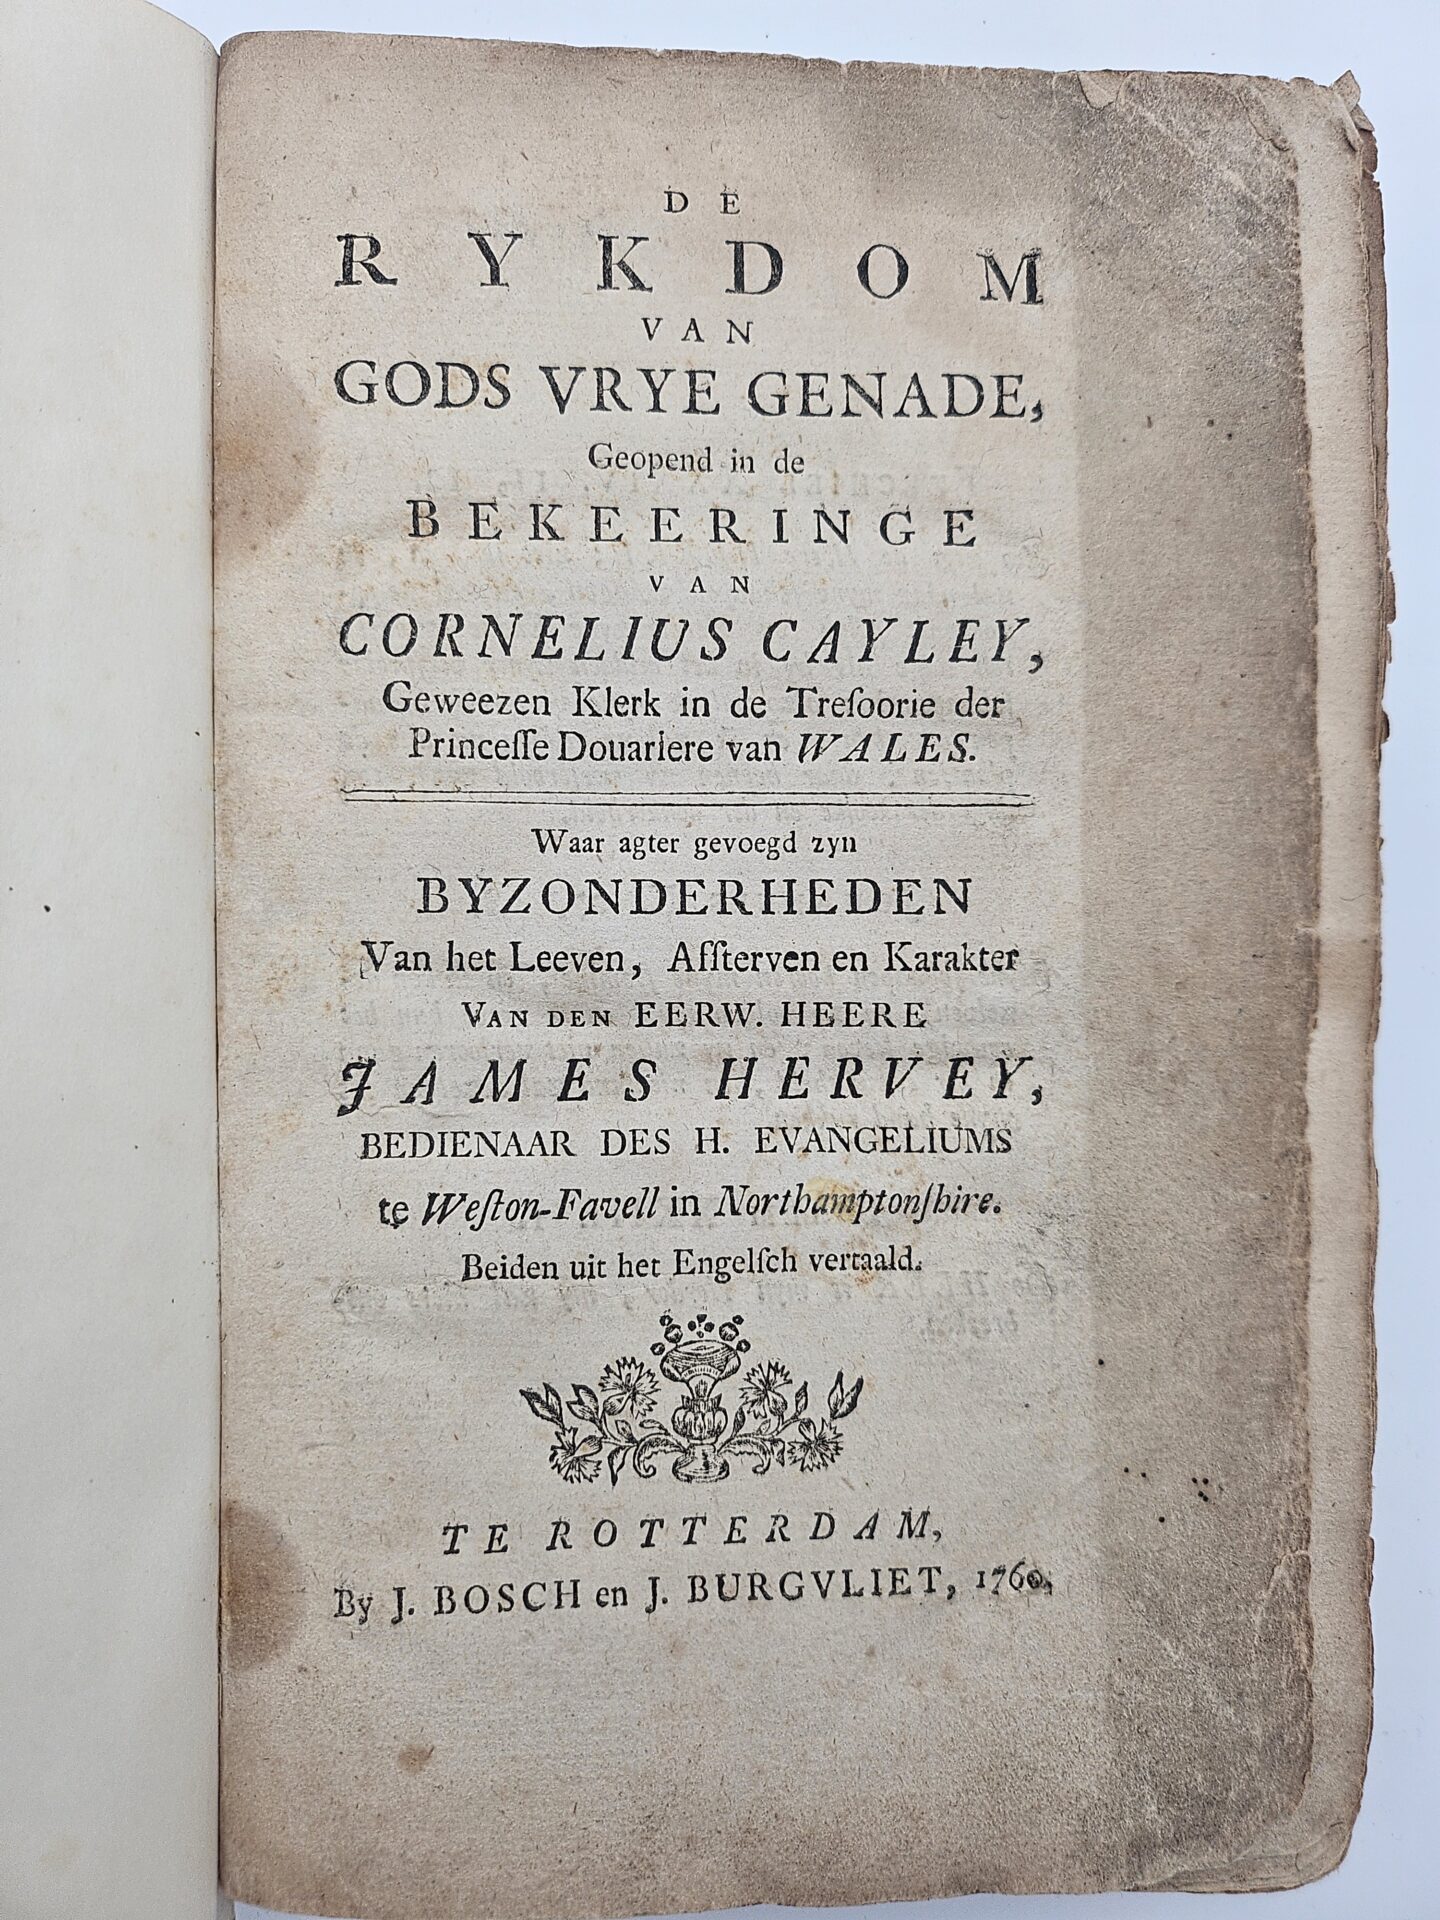 DE
RYKDOM
VAN
GODS VRYE GENADE,
Geopend in de
BEKEERINGE
VAN
CORNELIUS CAYLEY,
Geweezen Klerk in de Treſoorie der
Princeſſe Douariere van WALES.
Waar agter gevoegd zyn
BYZONDERHEDEN
Van het Leeven, Afſterven en Karakter
VAN DEN EERW. HEERE
JAMES HERVEY,
BEDIENAAR DES H. EVANGELIUMS
te Weſton-Favell in Northamptonſhire.
Beiden uit het Engelſch vertaald.
TE ROTTERDAM,
By J. BOSCH en J. BURGVLIET, 1760.